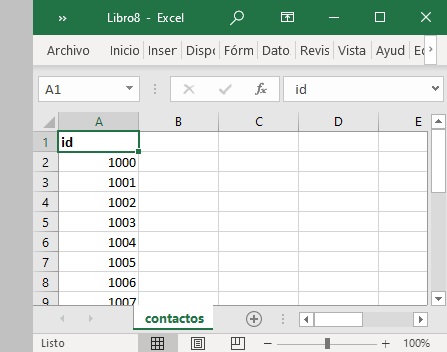 » Libro8 - Excel
Archivo Inicio Inser Dispo Fórm Dato Revis Vista Ayud
A1 fx id
A B C D E
1 id
2 1000
3 1001
4 1002
5 1003
6 1004
7 1005
8 1006
9 1007
contactos
Listo 100%